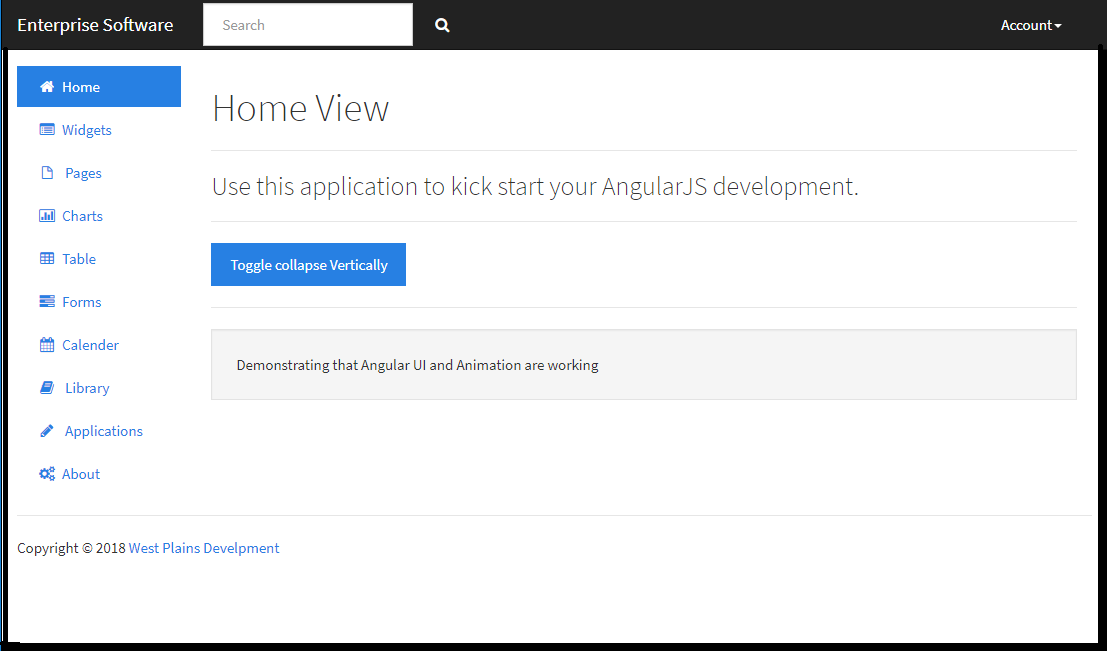 Enterprise Software
Search
Account
Home
Widgets
Pages
Charts
Table
Forms
Calender
Library
Applications
About
Home View
Use this application to kick start your AngularJS development.
Toggle collapse Vertically
Demonstrating that Angular UI and Animation are working
Copyright © 2018 West Plains Develpment